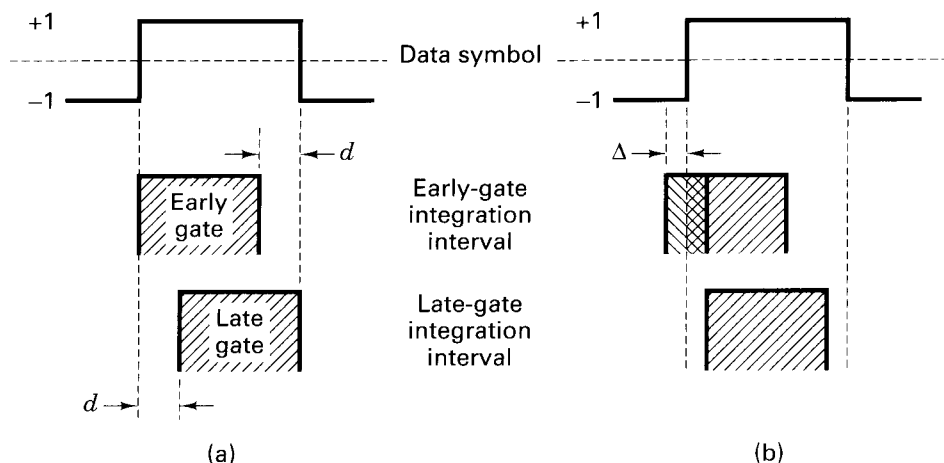 +1
Data symbol
−1
d
Early
gate
Early-gate
integration
interval
Late
gate
Late-gate
integration
interval
d
(a)
+1
−1
Δ
(b)